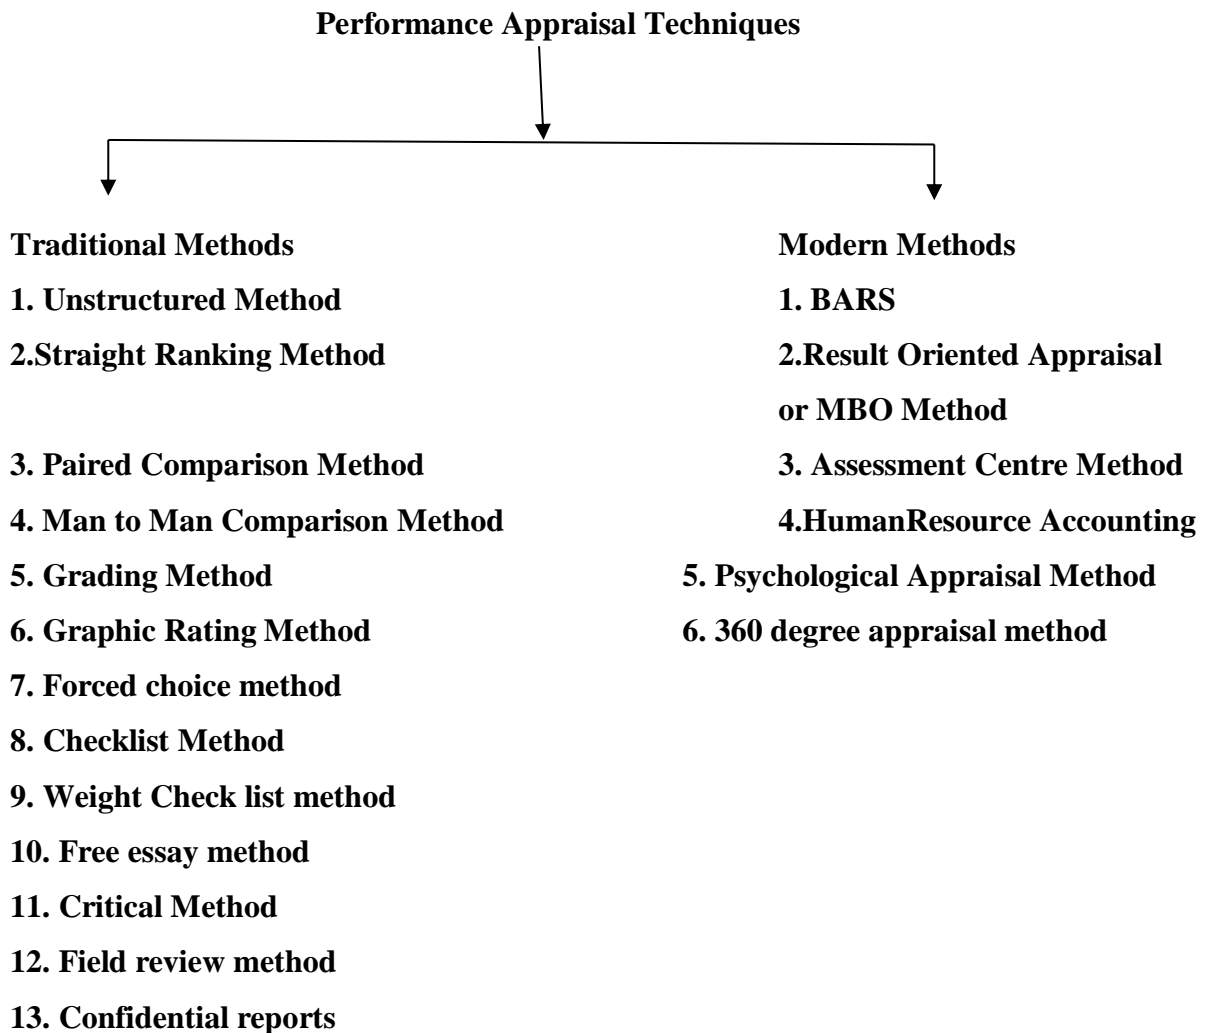 Performance Appraisal Techniques
Traditional Methods
1. Unstructured Method
2.Straight Ranking Method
3. Paired Comparison Method
4. Man to Man Comparison Method
5. Grading Method
6. Graphic Rating Method
7. Forced choice method
8. Checklist Method
9. Weight Check list method
10. Free essay method
11. Critical Method
12. Field review method
13. Confidential reports
Modern Methods
1. BARS
2.Result Oriented Appraisal
or MBO Method
3. Assessment Centre Method
4.HumanResource Accounting
5. Psychological Appraisal Method
6. 360 degree appraisal method